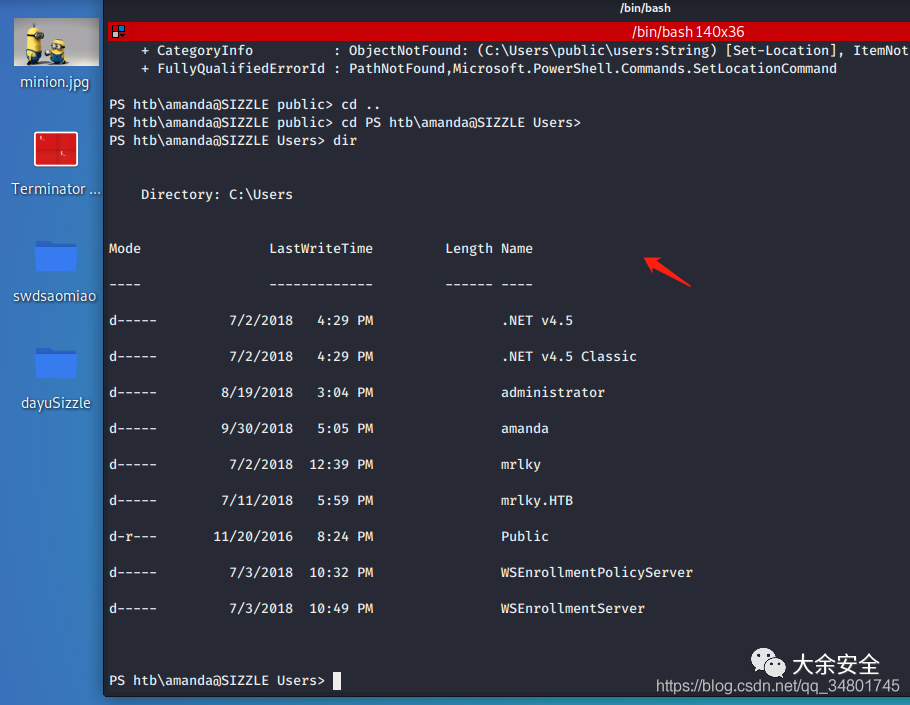 /bin/bash
/bin/bash 140x36
minion.jpg
Terminator ...
swdsaomiao
dayuSizzle
+ CategoryInfo : ObjectNotFound: (C:\Users\public\users:String) [Set-Location], ItemNot
+ FullyQualifiedErrorId : PathNotFound,Microsoft.PowerShell.Commands.SetLocationCommand
PS htb\amanda@SIZZLE public> cd ..
PS htb\amanda@SIZZLE public> cd PS htb\amanda@SIZZLE Users>
PS htb\amanda@SIZZLE Users> dir
Directory: C:\Users
Mode LastWriteTime Length Name
---- ------------- ------ ----
d----- 7/2/2018 4:29 PM .NET v4.5
d----- 7/2/2018 4:29 PM .NET v4.5 Classic
d----- 8/19/2018 3:04 PM administrator
d----- 9/30/2018 5:05 PM amanda
d----- 7/2/2018 12:39 PM mrlky
d----- 7/11/2018 5:59 PM mrlky.HTB
d-r--- 11/20/2016 8:24 PM Public
d----- 7/3/2018 10:32 PM WSEnrollmentPolicyServer
d----- 7/3/2018 10:49 PM WSEnrollmentServer
PS htb\amanda@SIZZLE Users>
大余安全
https://blog.csdn.net/qq_34801745